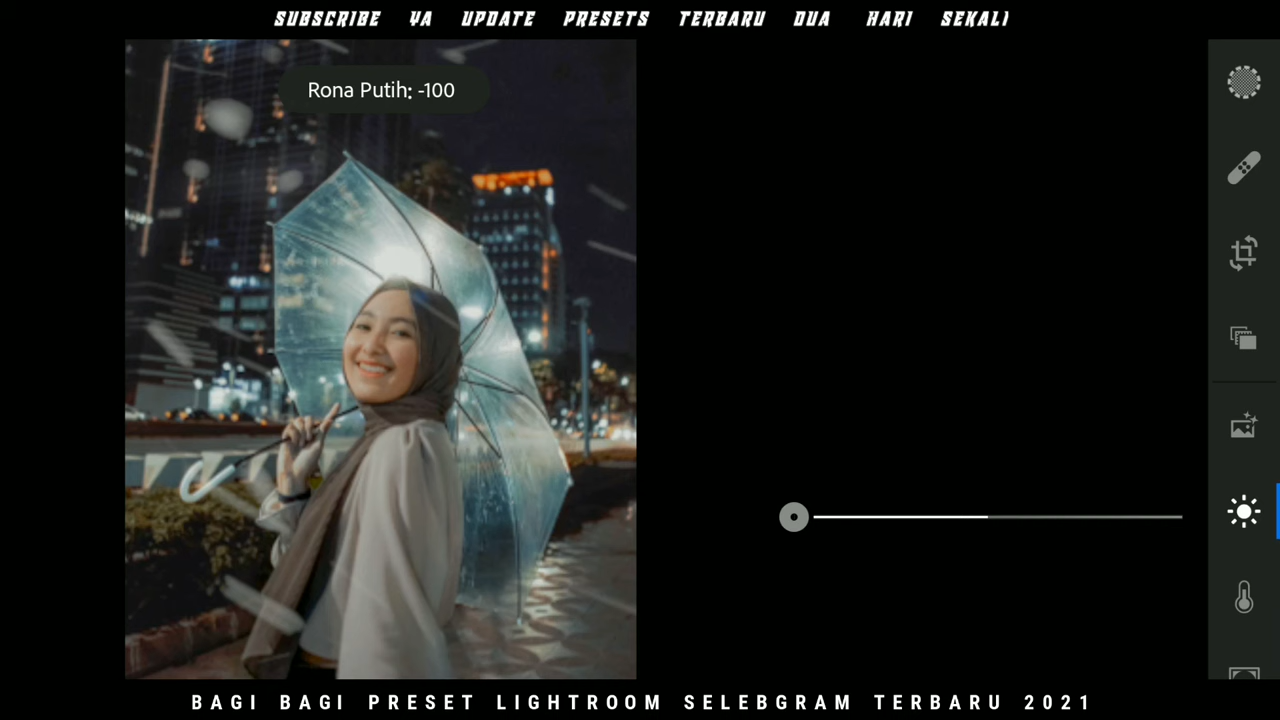 SUBSCRIBE YA UPDATE PRESETS TERBARU DUA HARI SEKALI
Rona Putih: -100
BAGI BAGI PRESET LIGHTROOM SELEBGRAM TERBARU 2021